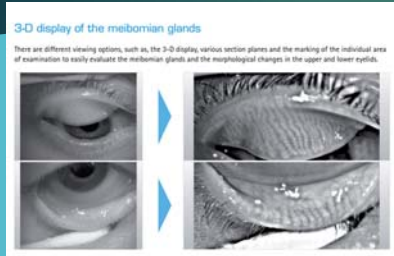 3-D display of the meibomian glands
There are different viewing options, such as, the 3-D display, various section planes and the marking of the individual area
of examination to easily evaluate the meibomian glands and the morphological changes in the upper and lower eyelids.